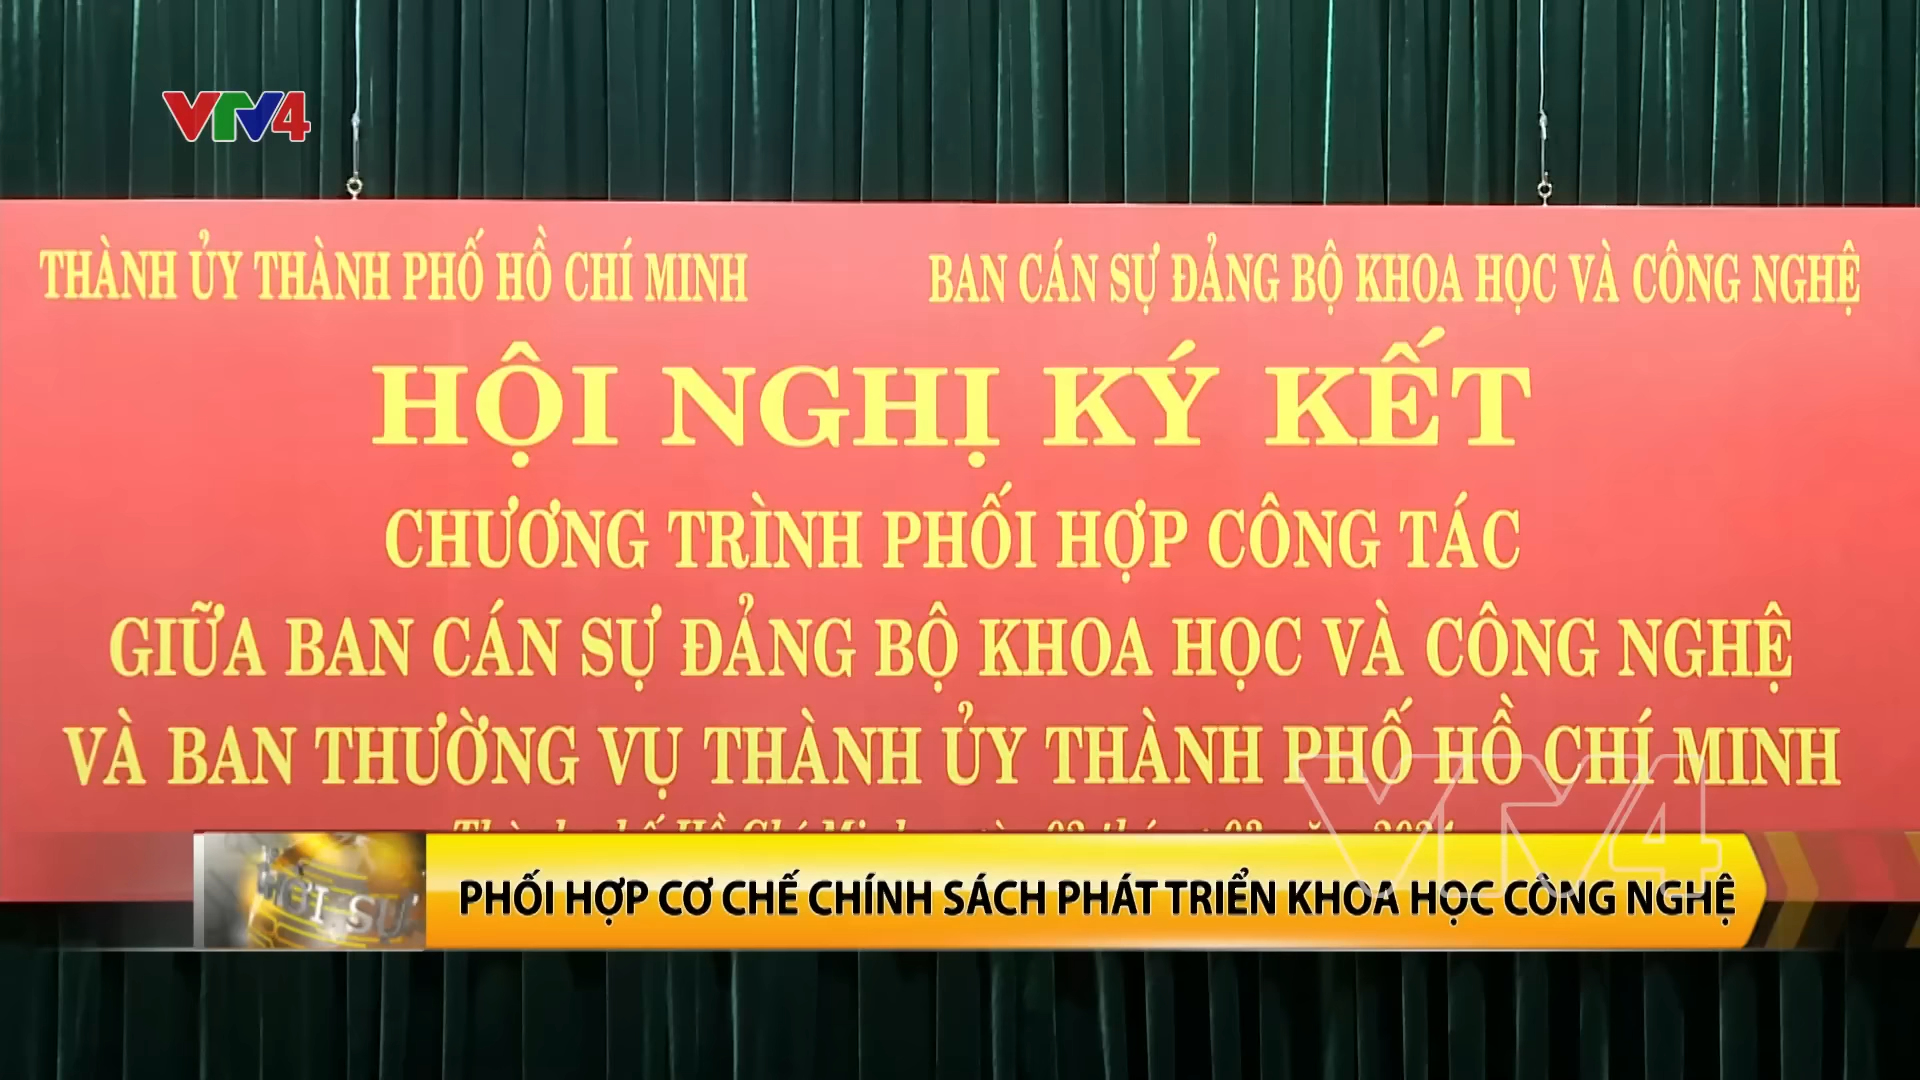 VTV4
THÀNH ỦY THÀNH PHỐ HỒ CHÍ MINH
BAN CÁN SỰ ĐẢNG BỘ KHOA HỌC VÀ CÔNG NGHỆ
HỘI NGHỊ KÝ KẾT
CHƯƠNG TRÌNH PHỐI HỢP CÔNG TÁC
GIỮA BAN CÁN SỰ ĐẢNG BỘ KHOA HỌC VÀ CÔNG NGHỆ
VÀ BAN THƯỜNG VỤ THÀNH ỦY THÀNH PHỐ HỒ CHÍ MINH
VTV4
THỜI SỰ
PHỐI HỢP CƠ CHẾ CHÍNH SÁCH PHÁT TRIỂN KHOA HỌC CÔNG NGHỆ